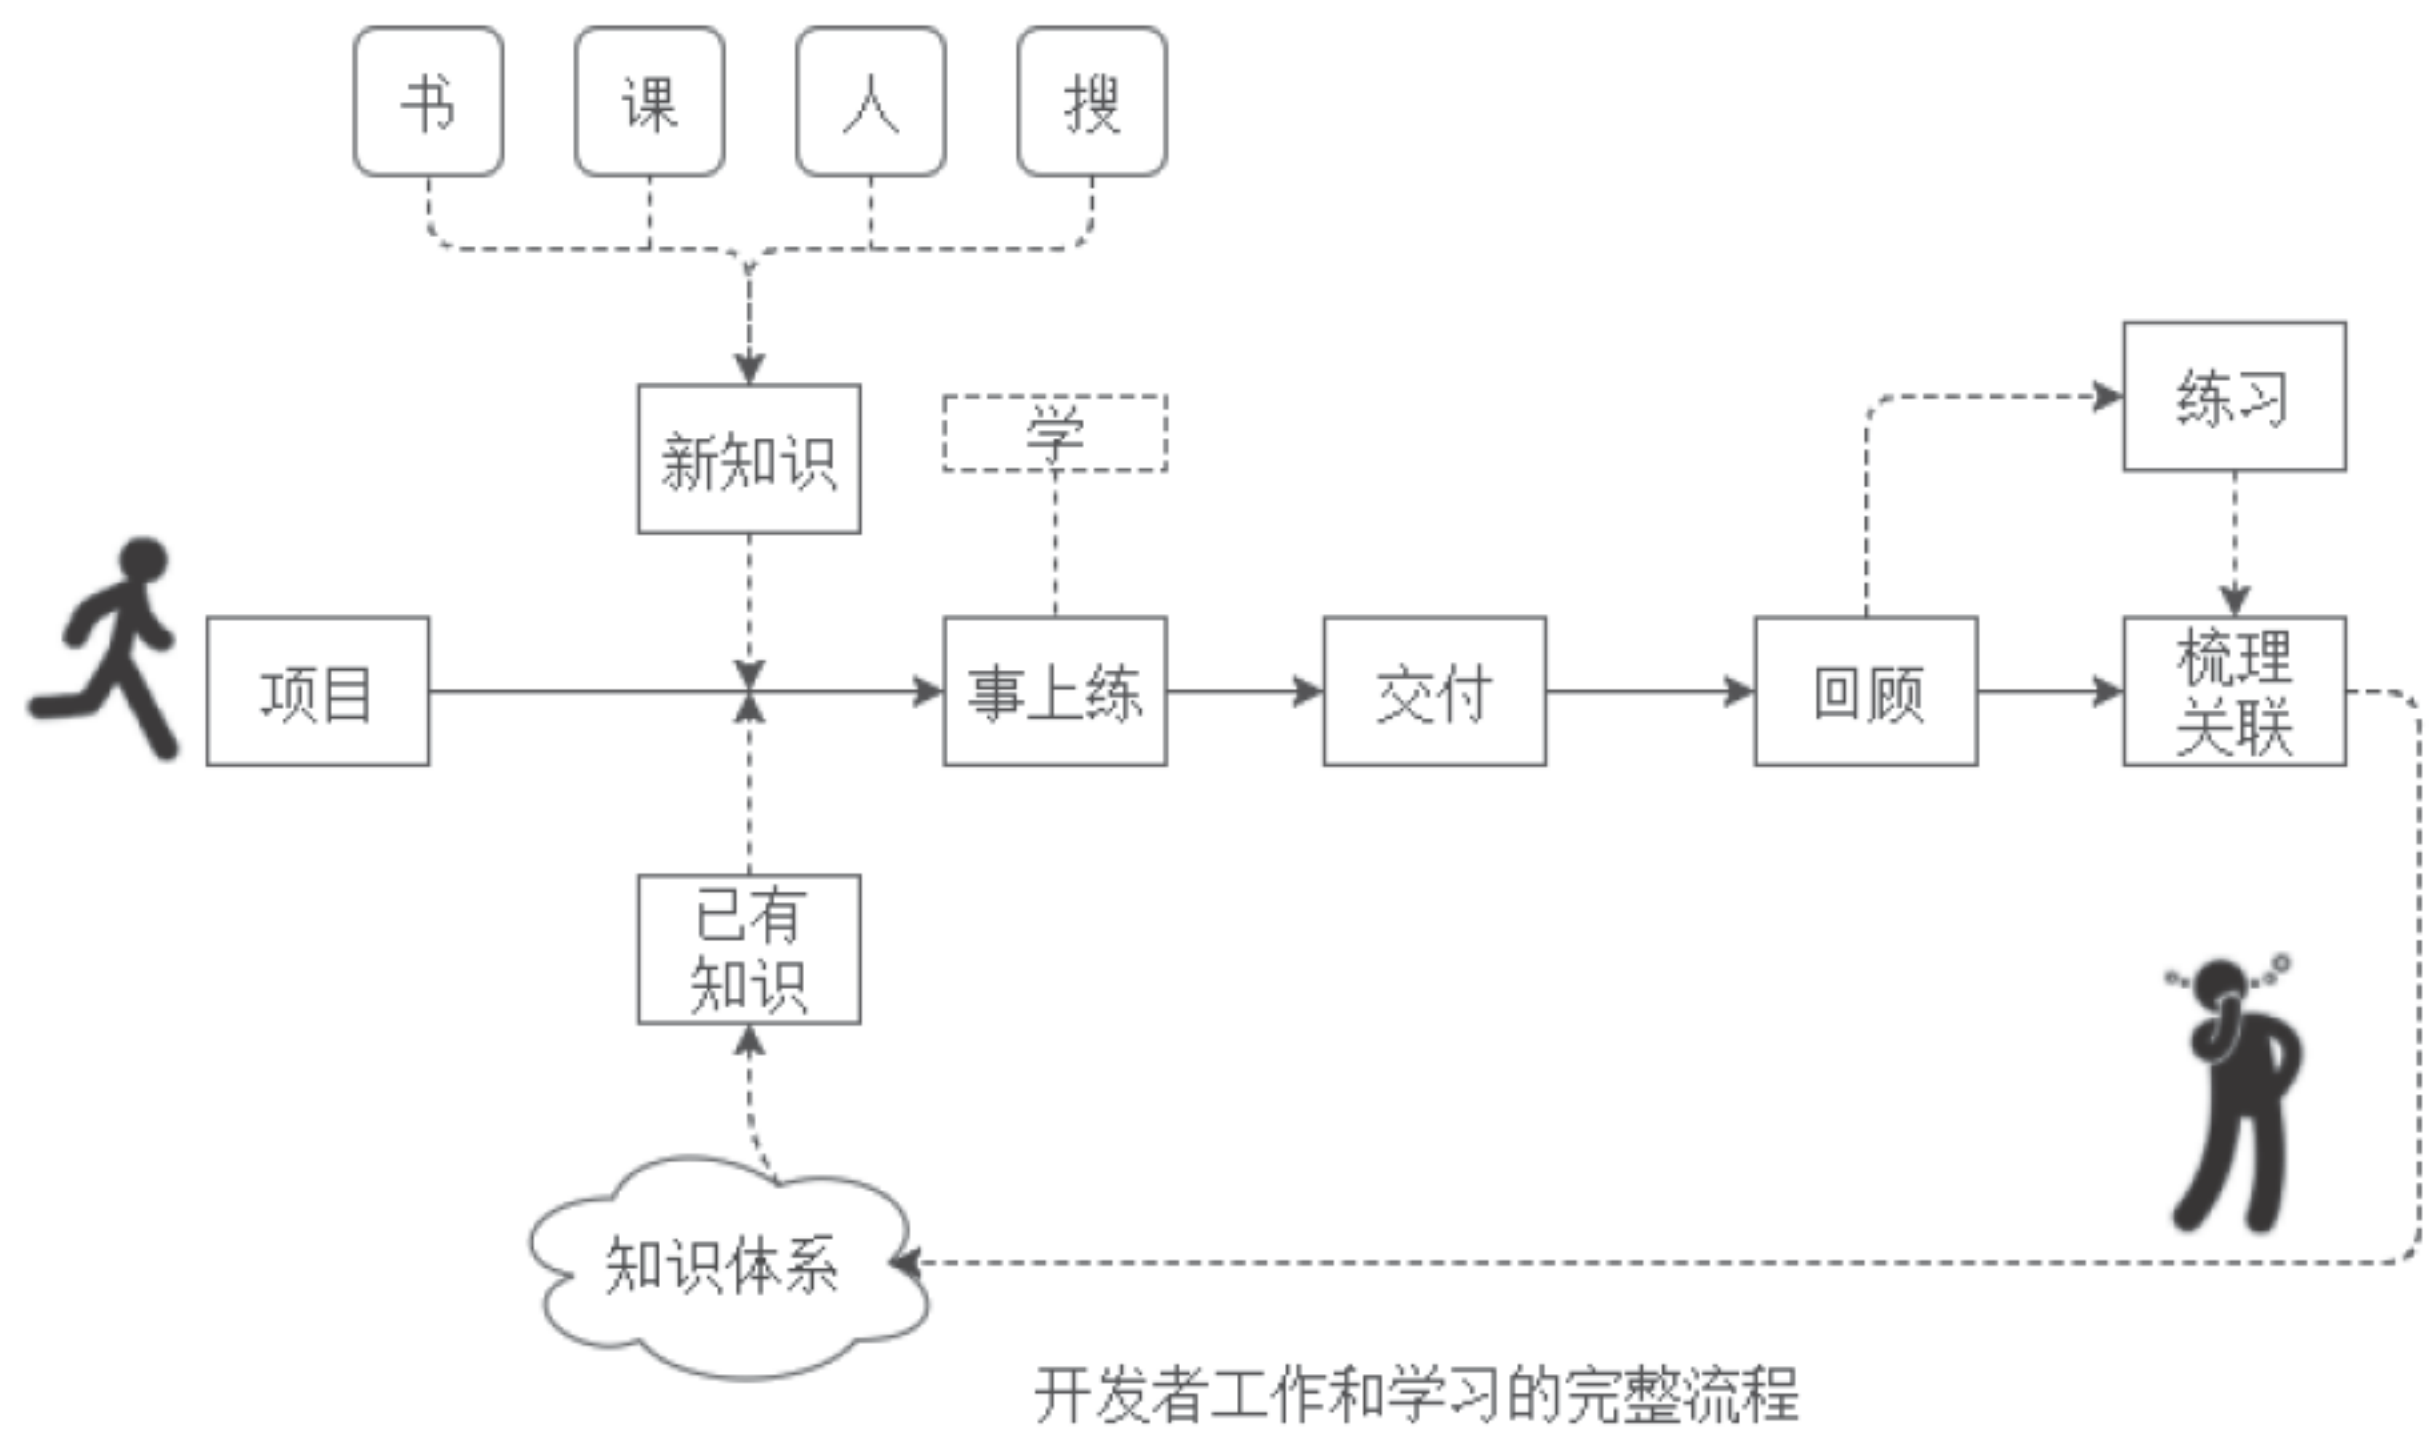 书
课
人
搜
新知识
学
练习
项目
事上练
交付
回顾
梳理
关联
已有
知识
知识体系
开发者工作和学习的完整流程